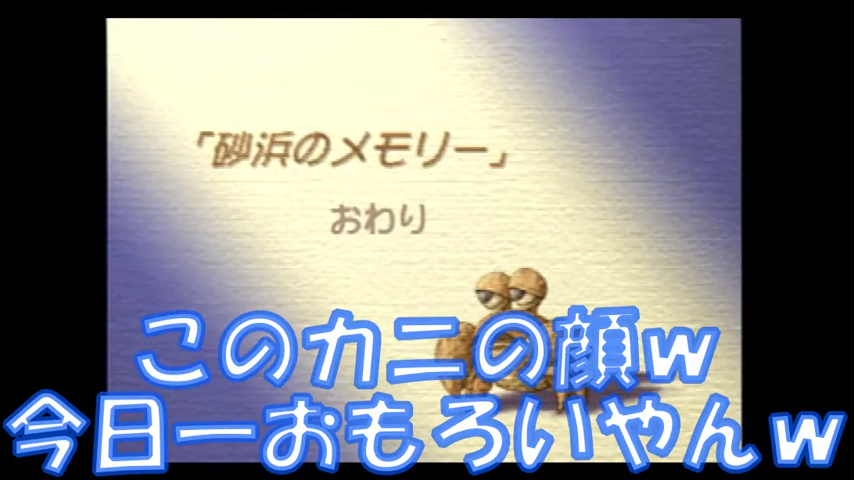 「砂浜のメモリー」
おわり
このカニの顔w
今日一おもろいやんw